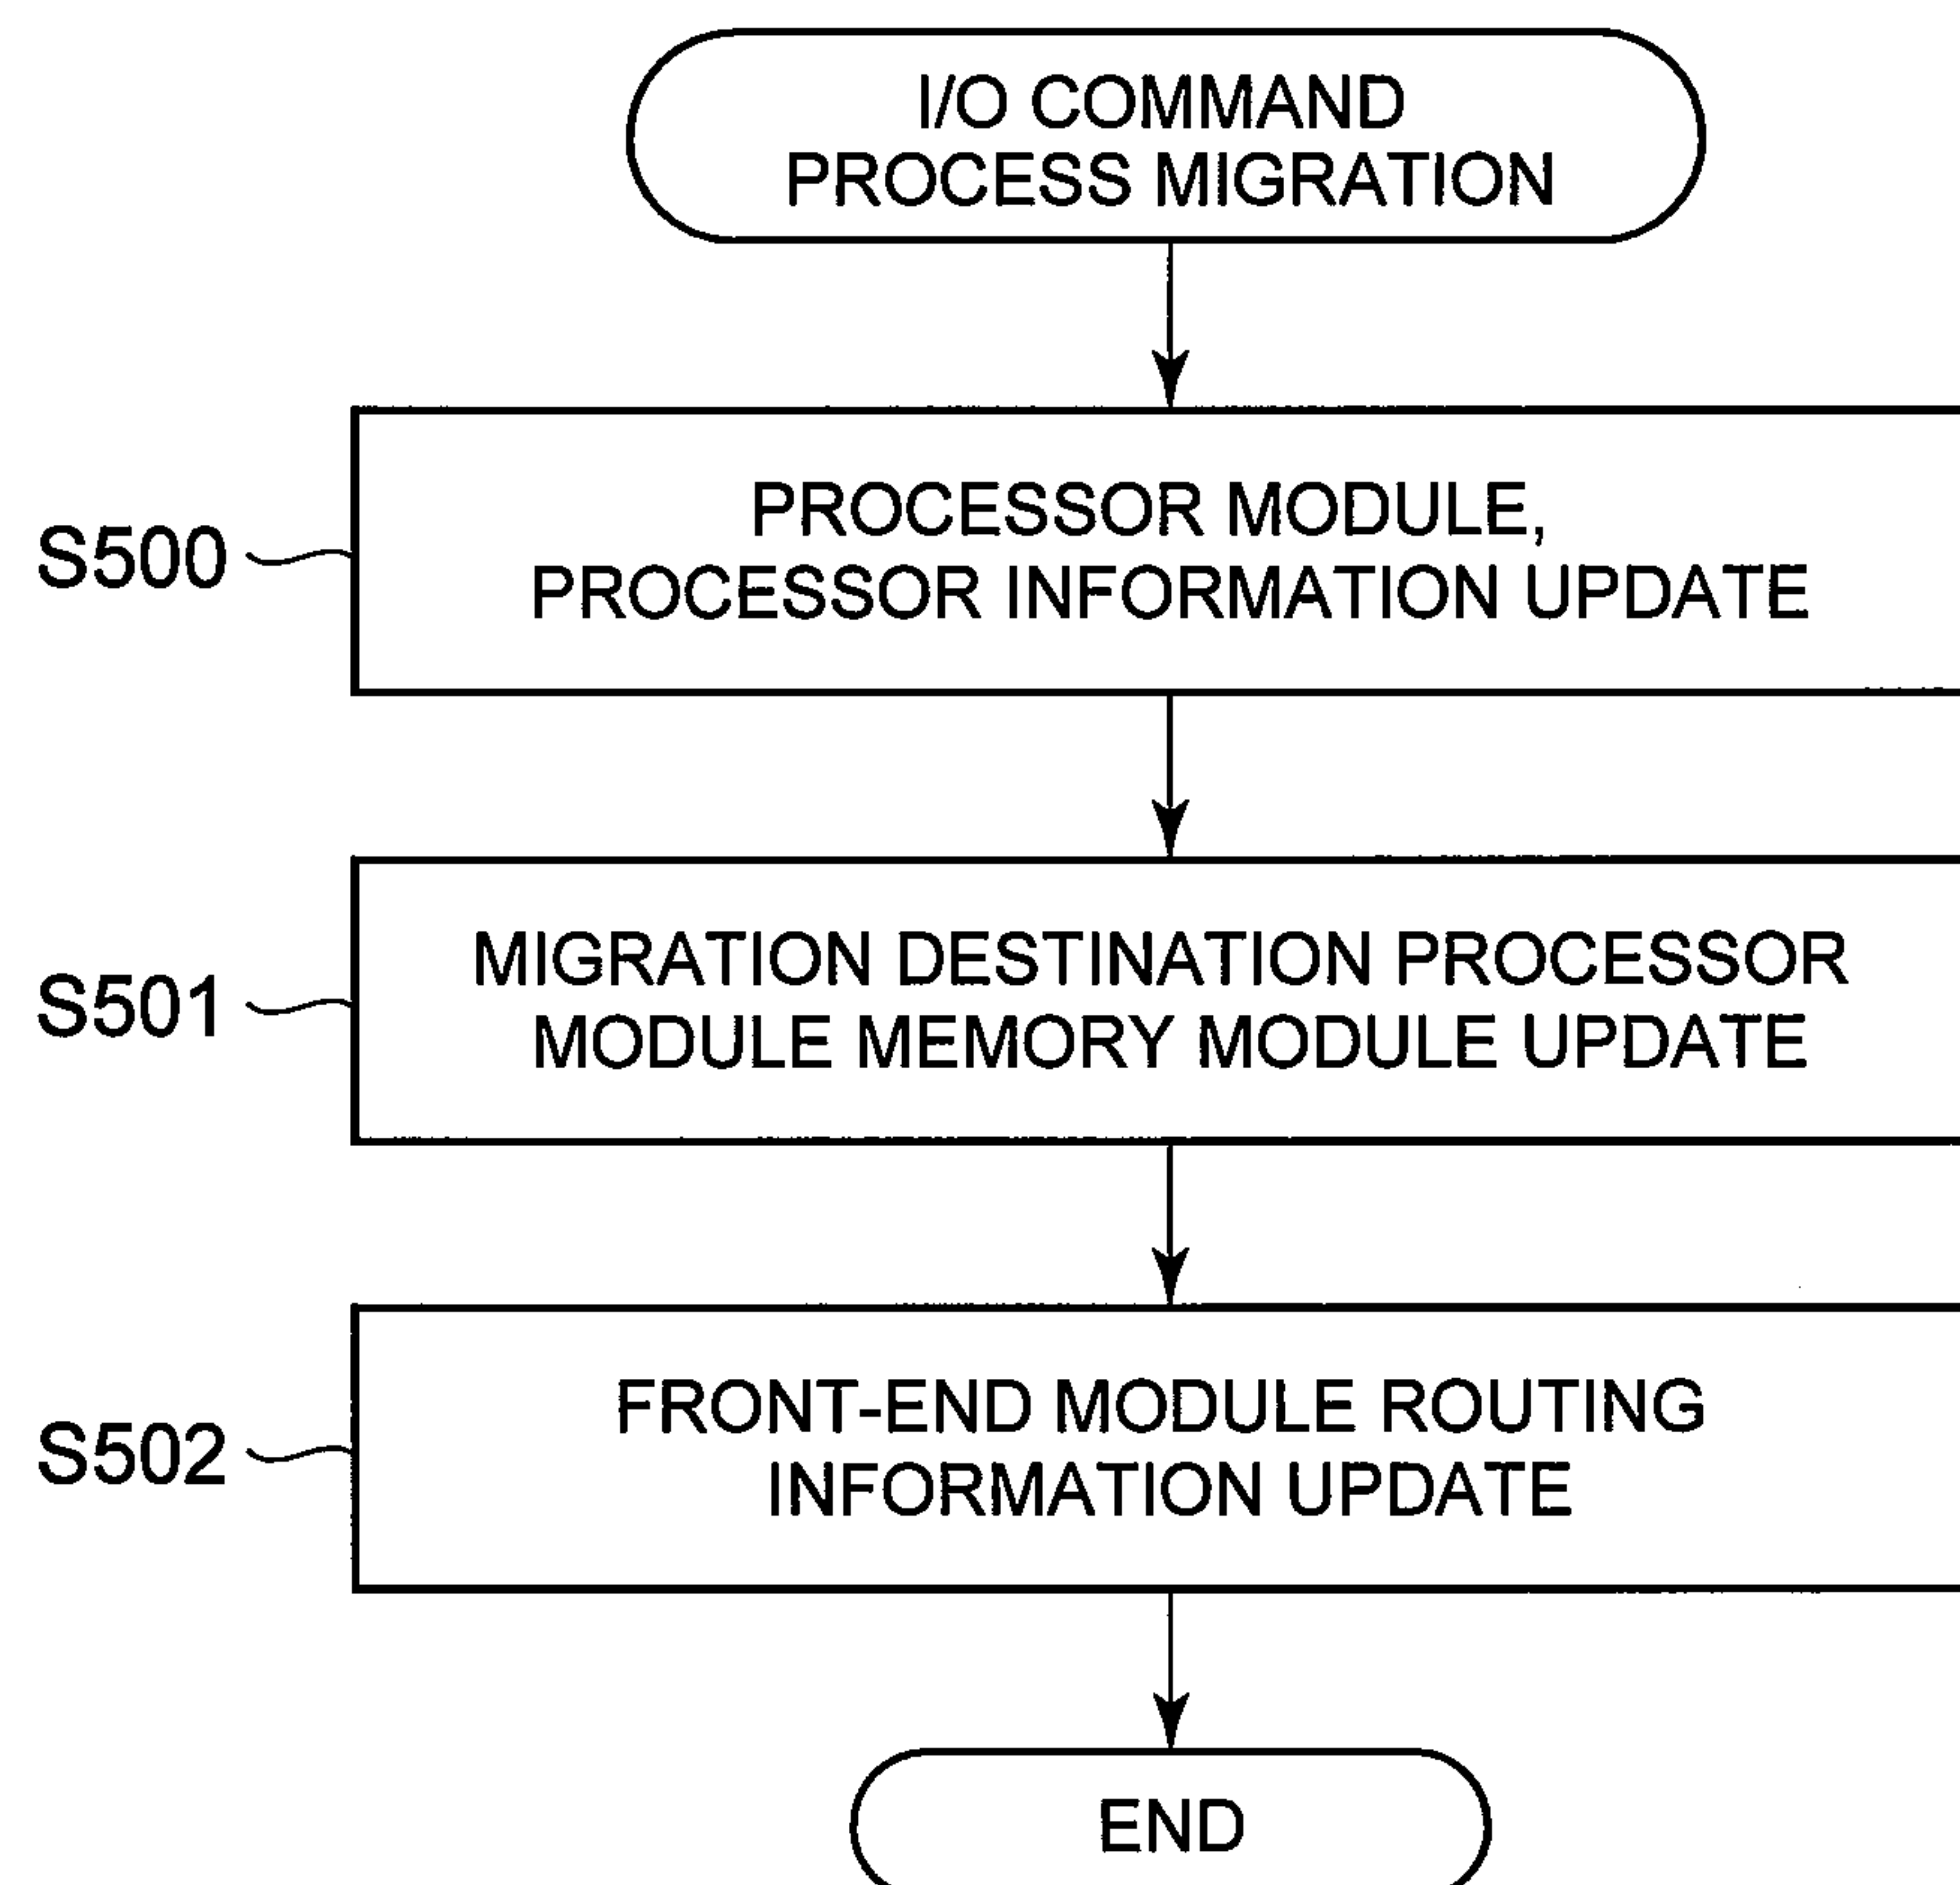 I/O COMMAND
PROCESS MIGRATION
PROCESSOR MODULE,
S500
PROCESSOR INFORMATION UPDATE
MIGRATION DESTINATION PROCESSOR
S501
MODULE MEMORY MODULE UPDATE
FRONT-END MODULE ROUTING
S502
INFORMATION UPDATE
END